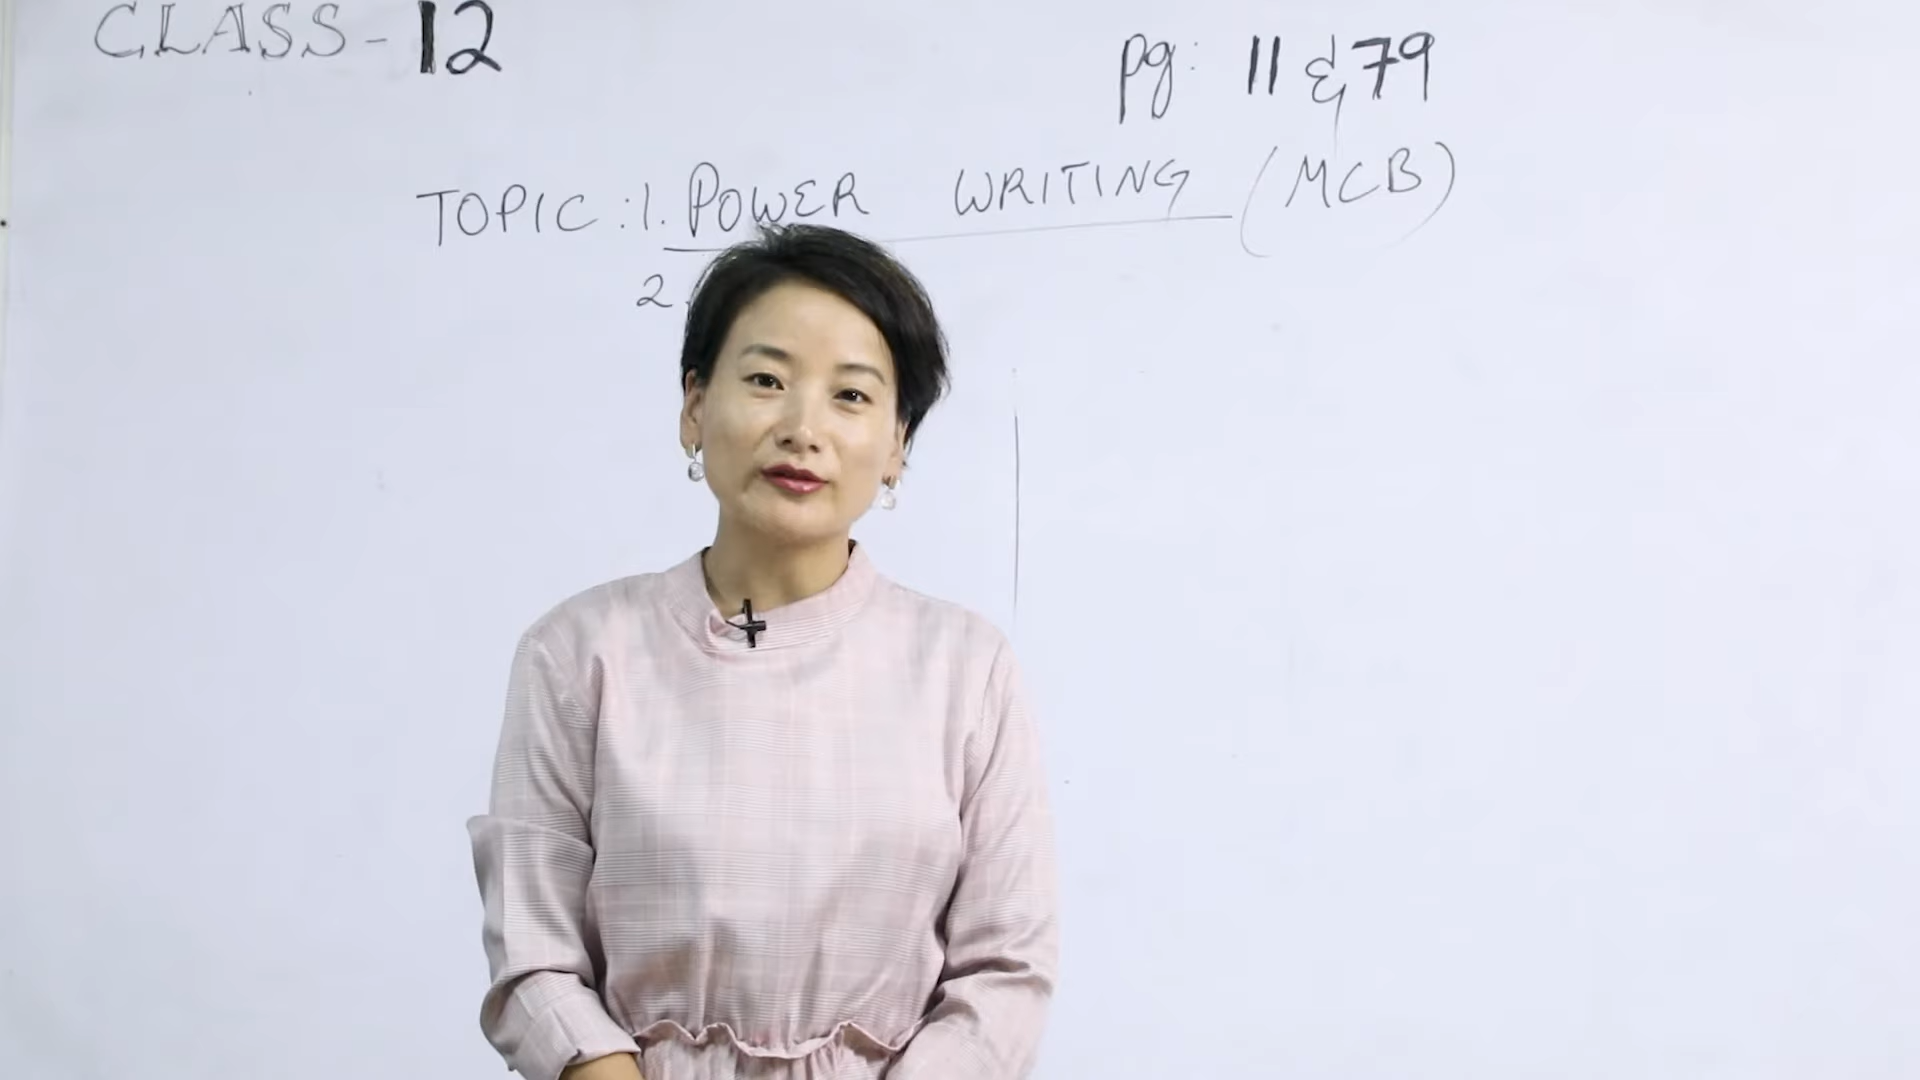 CLASS - 12
pg: 11 & 79
TOPIC : 1. POWER WRITING (MCB)
2.